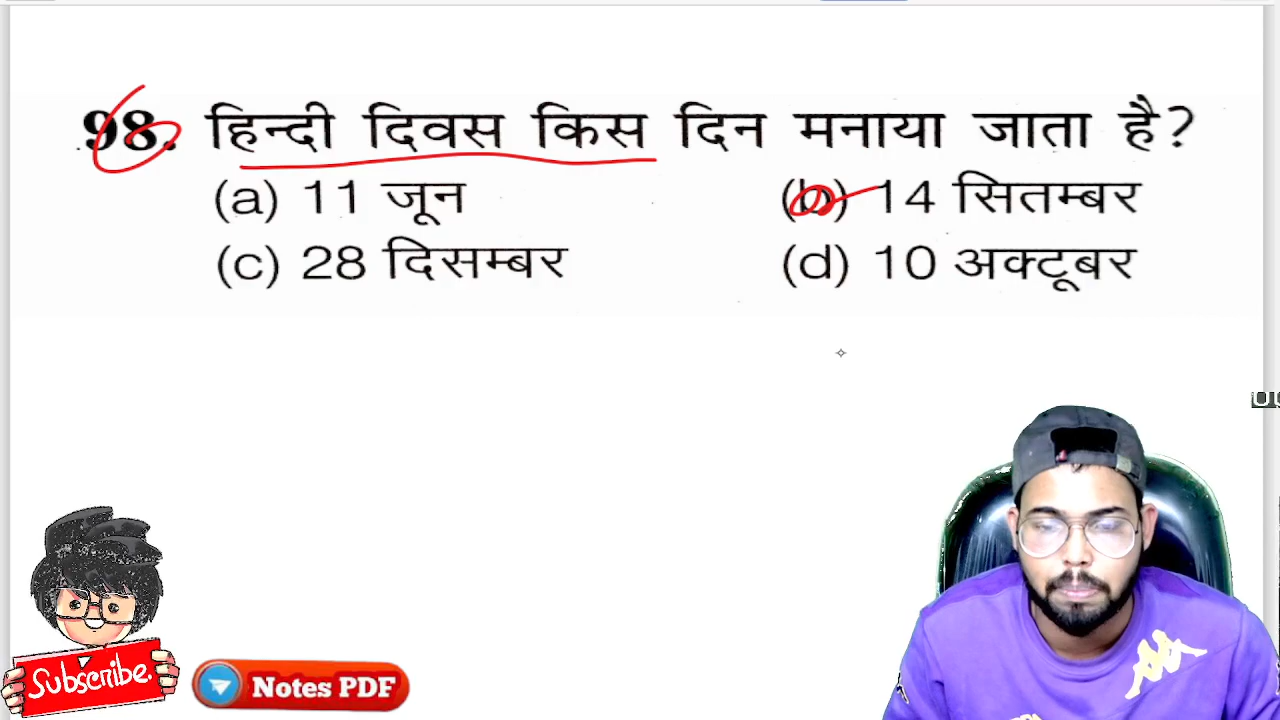 98. हिन्दी दिवस किस दिन मनाया जाता है?
(a) 11 जून (b) 14 सितम्बर
(c) 28 दिसम्बर (d) 10 अक्टूबर
Subscribe.
Notes PDF